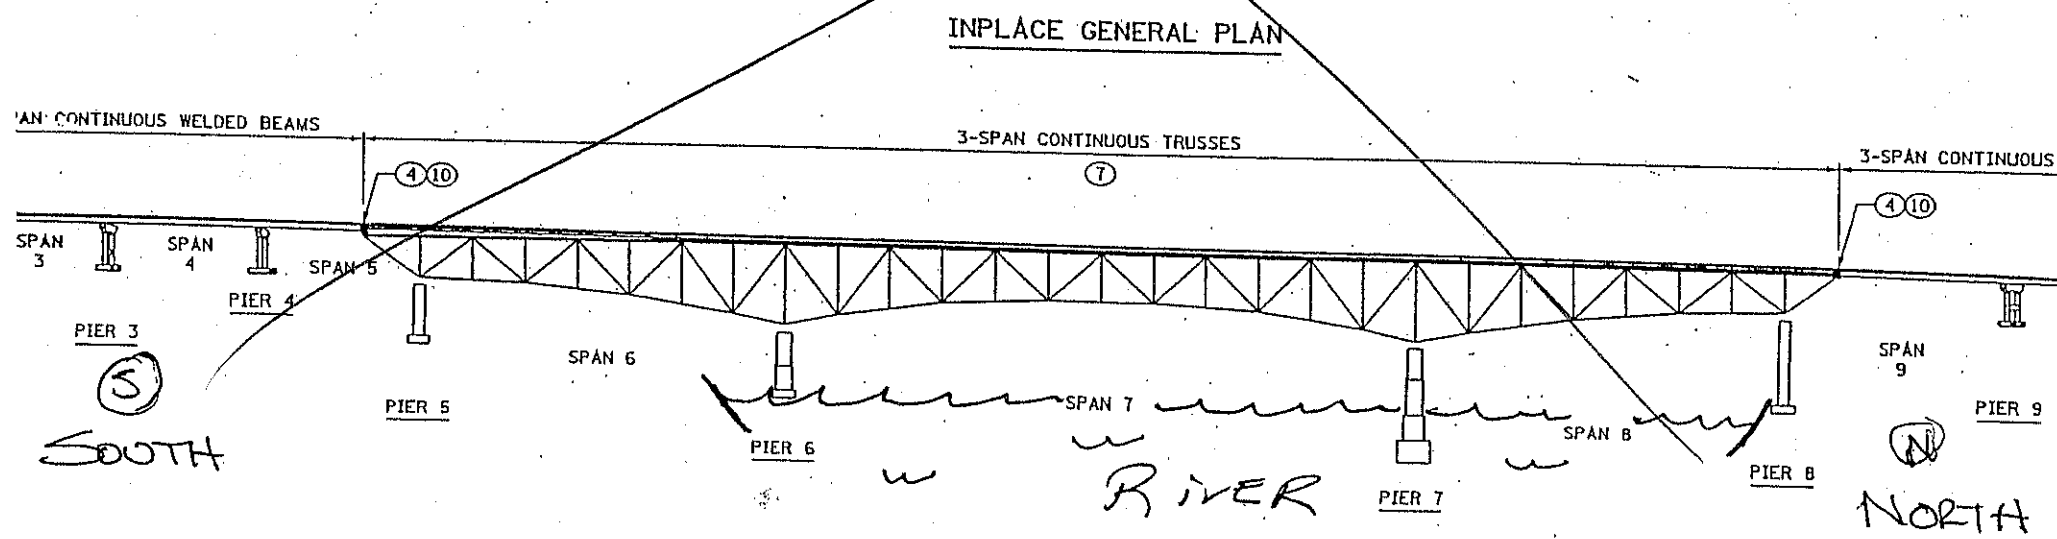 INPLACE GENERAL PLAN
'AN CONTINUOUS WELDED BEAMS
3-SPAN CONTINUOUS TRUSSES
3-SPAN CONTINUOUS
4 10
7
4 10
SPAN 3
SPAN 4
SPAN 5
PIER 4
PIER 3
SPAN 6
SPAN 9
S
PIER 5
SPAN 7
PIER 9
SOUTH
PIER 6
SPAN 8
N
RIVER
PIER 7
PIER 8
NORTH